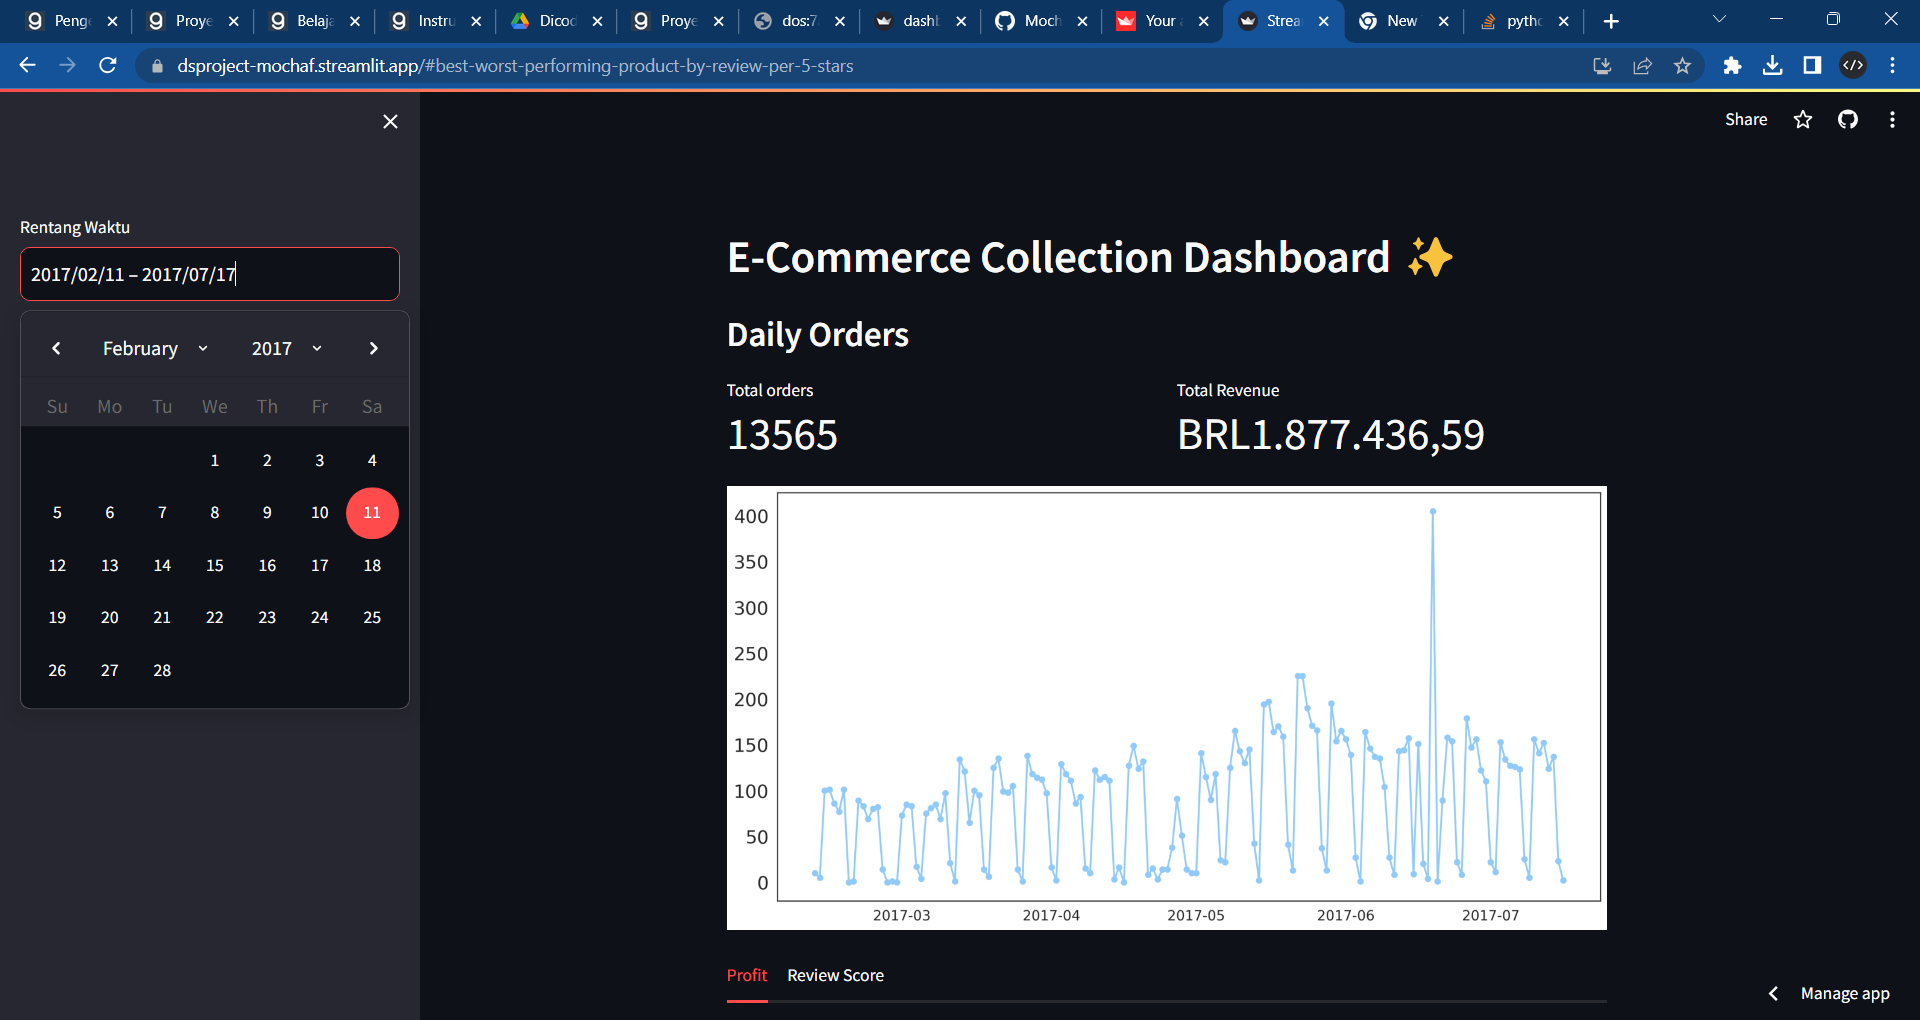 Peng
Proye
Belaja
Instru
Dicod
Proye
dos:7
dash
Moch
Your a
Strea
New
pytho
dsproject-mochaf.streamlit.app/#best-worst-performing-product-by-review-per-5-stars
Share
Rentang Waktu
2017/02/11 – 2017/07/17
February 2017
Su Mo Tu We Th Fr Sa
1 2 3 4
5 6 7 8 9 10 11
12 13 14 15 16 17 18
19 20 21 22 23 24 25
26 27 28
E-Commerce Collection Dashboard ✨
Daily Orders
Total orders
13565
Total Revenue
BRL1.877.436,59
400
350
300
250
200
150
100
50
0
2017-03 2017-04 2017-05 2017-06 2017-07
Profit Review Score
Manage app